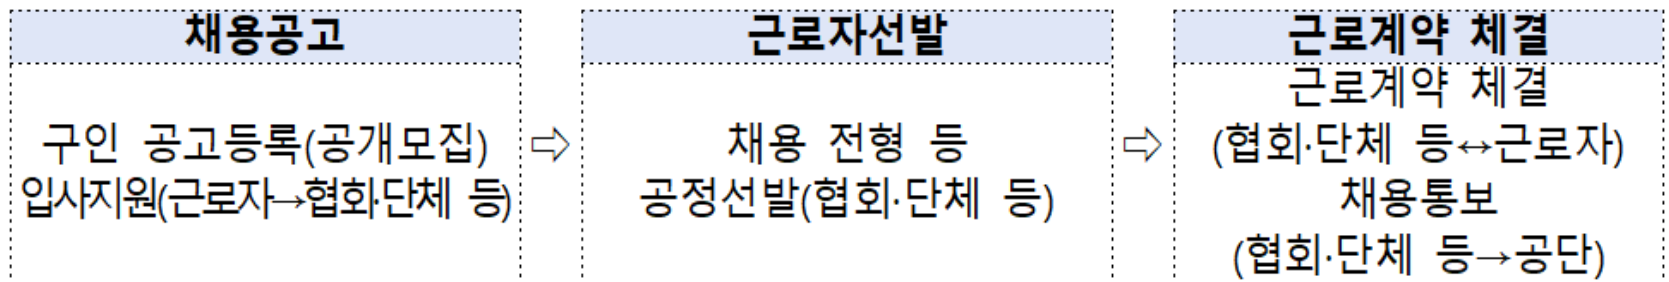 채용공고
구인 공고등록(공개모집)
입사지원(근로자→협회·단체 등)
⇨
근로자선발
채용 전형 등
공정선발(협회·단체 등)
⇨
근로계약 체결
근로계약 체결
(협회·단체 등↔근로자)
채용통보
(협회·단체 등→공단)